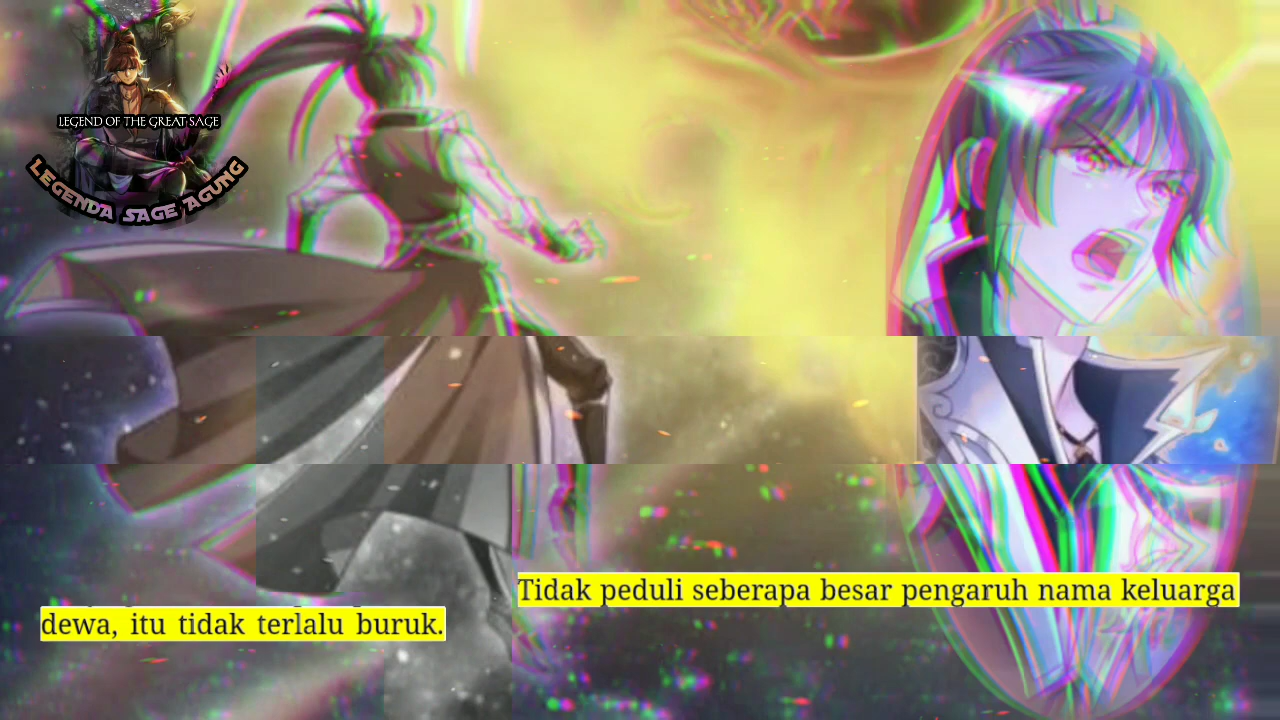 LEGEND OF THE GREAT SAGE
LEGENDA SAGE AGUNG
Tidak peduli seberapa besar pengaruh nama keluarga
dewa, itu tidak terlalu buruk.